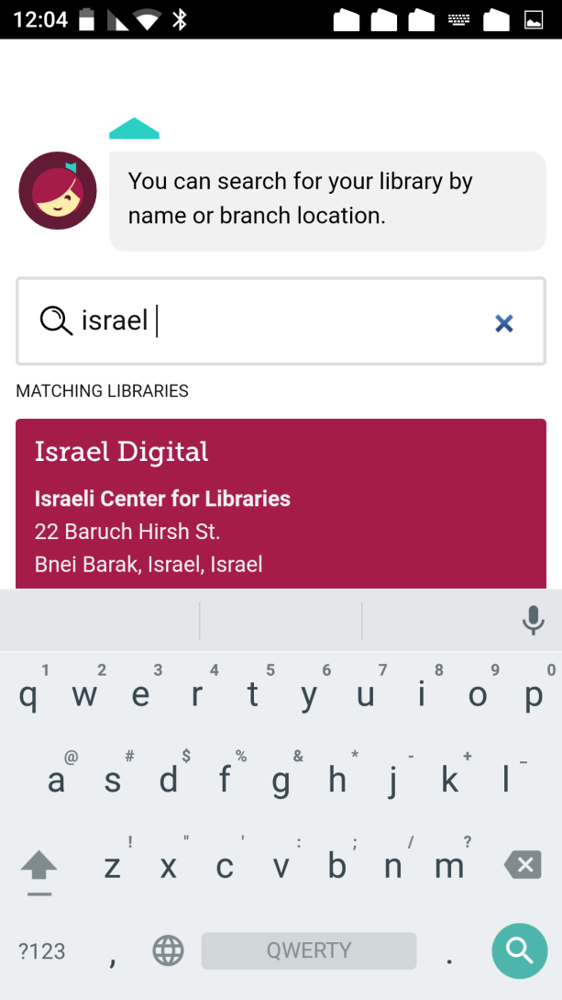 12:04
You can search for your library by
name or branch location.
israel
MATCHING LIBRARIES
Israel Digital
Israeli Center for Libraries
22 Baruch Hirsh St.
Bnei Barak, Israel, Israel
1 2 3 4 5 6 7 8 9 0
q w e r t y u i o p
@ # $ % & * - + _
a s d f g h j k l
! " ' : ; / ?
z x c v b n m
?123 , QWERTY .